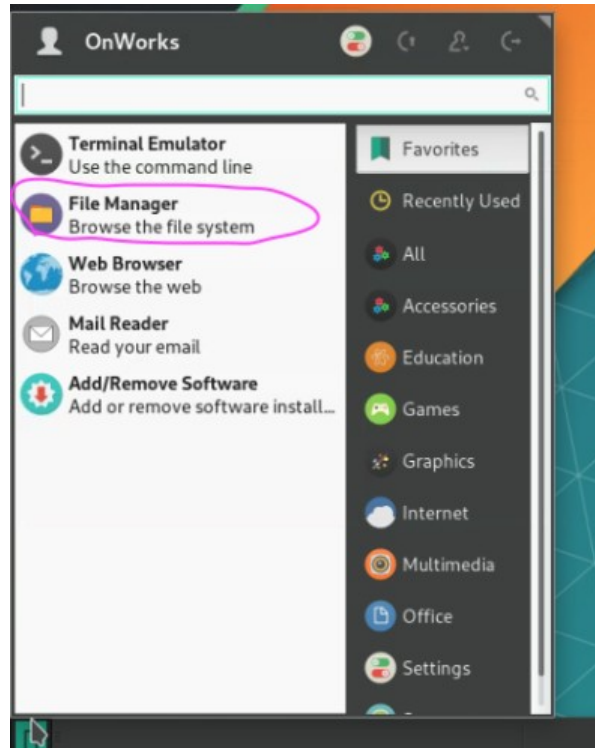 OnWorks
Terminal Emulator
Use the command line
File Manager
Browse the file system
Web Browser
Browse the web
Mail Reader
Read your email
Add/Remove Software
Add or remove software install...
Favorites
Recently Used
All
Accessories
Education
Games
Graphics
Internet
Multimedia
Office
Settings